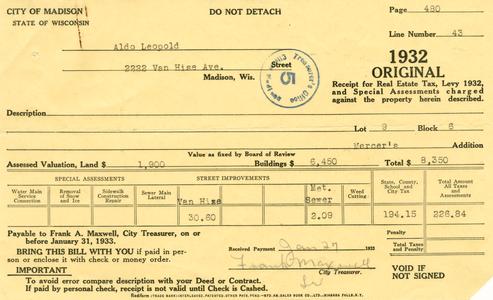 CITY OF MADISON
STATE OF WISCONSIN
DO NOT DETACH
Page 480
Line Number 43
Aldo Leopold
2222 Van Hise Ave. Street
Madison, Wis.
Treasurer's Office
5
1932
ORIGINAL
Receipt for Real Estate Tax, Levy 1932,
and Special Assessments charged
against the property herein described.
Description
Lot 9 Block 6
Mercer's Addition
Value as fixed by Board of Review
Assessed Valuation, Land $ 1,900 Buildings $ 6,450 Total $ 8,350
SPECIAL ASSESSMENTS STREET IMPROVEMENTS
Water Main Service Connection
Removal of Snow and Ice
Sidewalk Construction Repair
Sewer Main Lateral
Van Hise
Met. Sewer
Weed Cutting
State, County, School and City Tax
Total Amount All Taxes and Assessments
30.60 2.09 194.15 226.84
Penalty
Penalty
Total
Payable to Frank A. Maxwell, City Treasurer, on
or before January 31, 1933.
BRING THIS BILL WITH YOU if paid in per-
son or enclose it with check or money order.
Received Payment Jan 27 1933
Frank Maxwell
City Treasurer.
VOID IF
NOT SIGNED
IMPORTANT
To avoid error compare description with your Deed or Contract.
If paid by personal check, receipt is not valid until Check is Cashed.